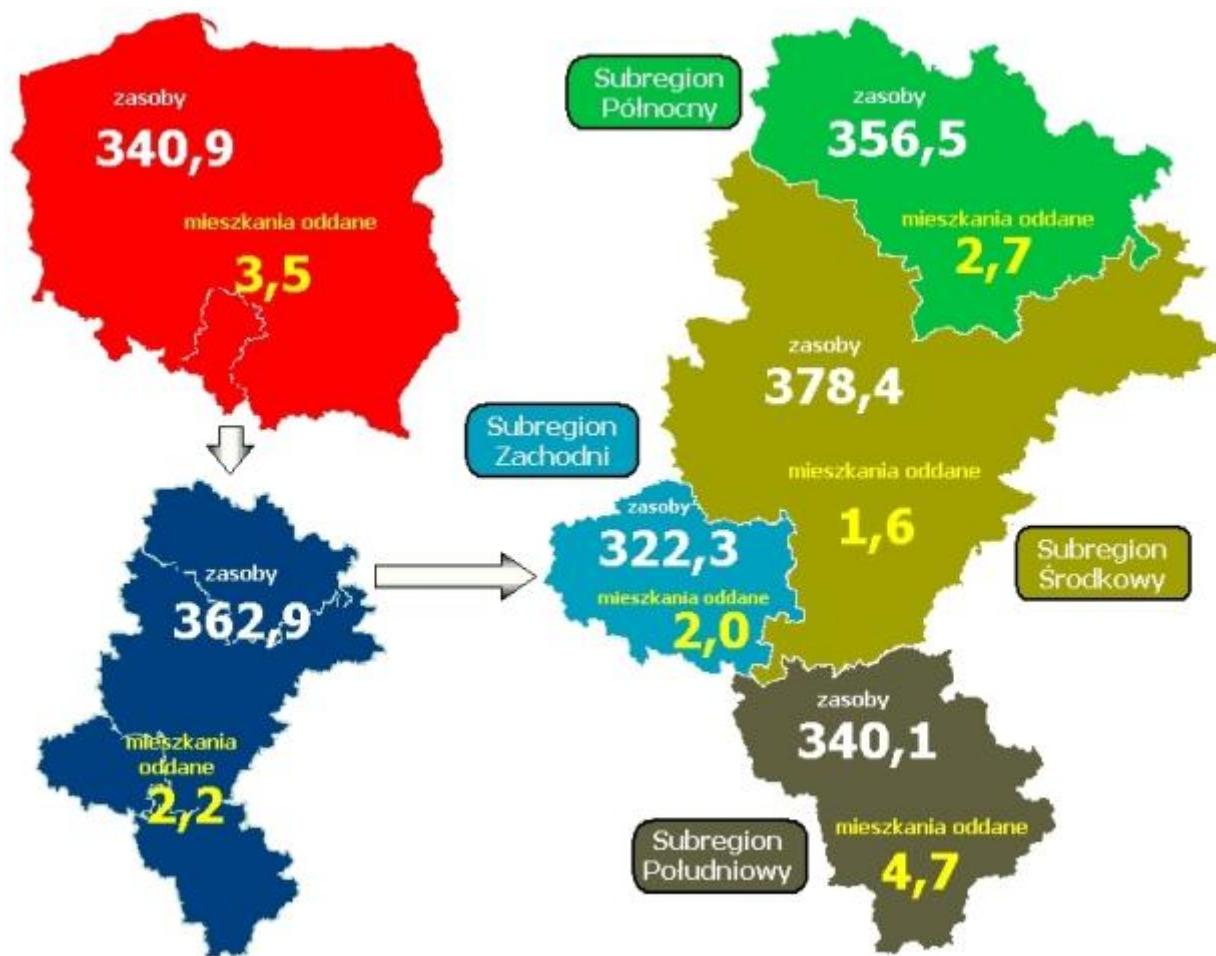 zasoby
340,9
mieszkania oddane
3,5
zasoby
362,9
mieszkania
oddane
2,2
Subregion
Północny
zasoby
356,5
mieszkania oddane
2,7
zasoby
378,4
mieszkania oddane
1,6
Subregion
Środkowy
Subregion
Zachodni
zasoby
322,3
mieszkania oddane
2,0
zasoby
340,1
mieszkania oddane
4,7
Subregion
Południowy